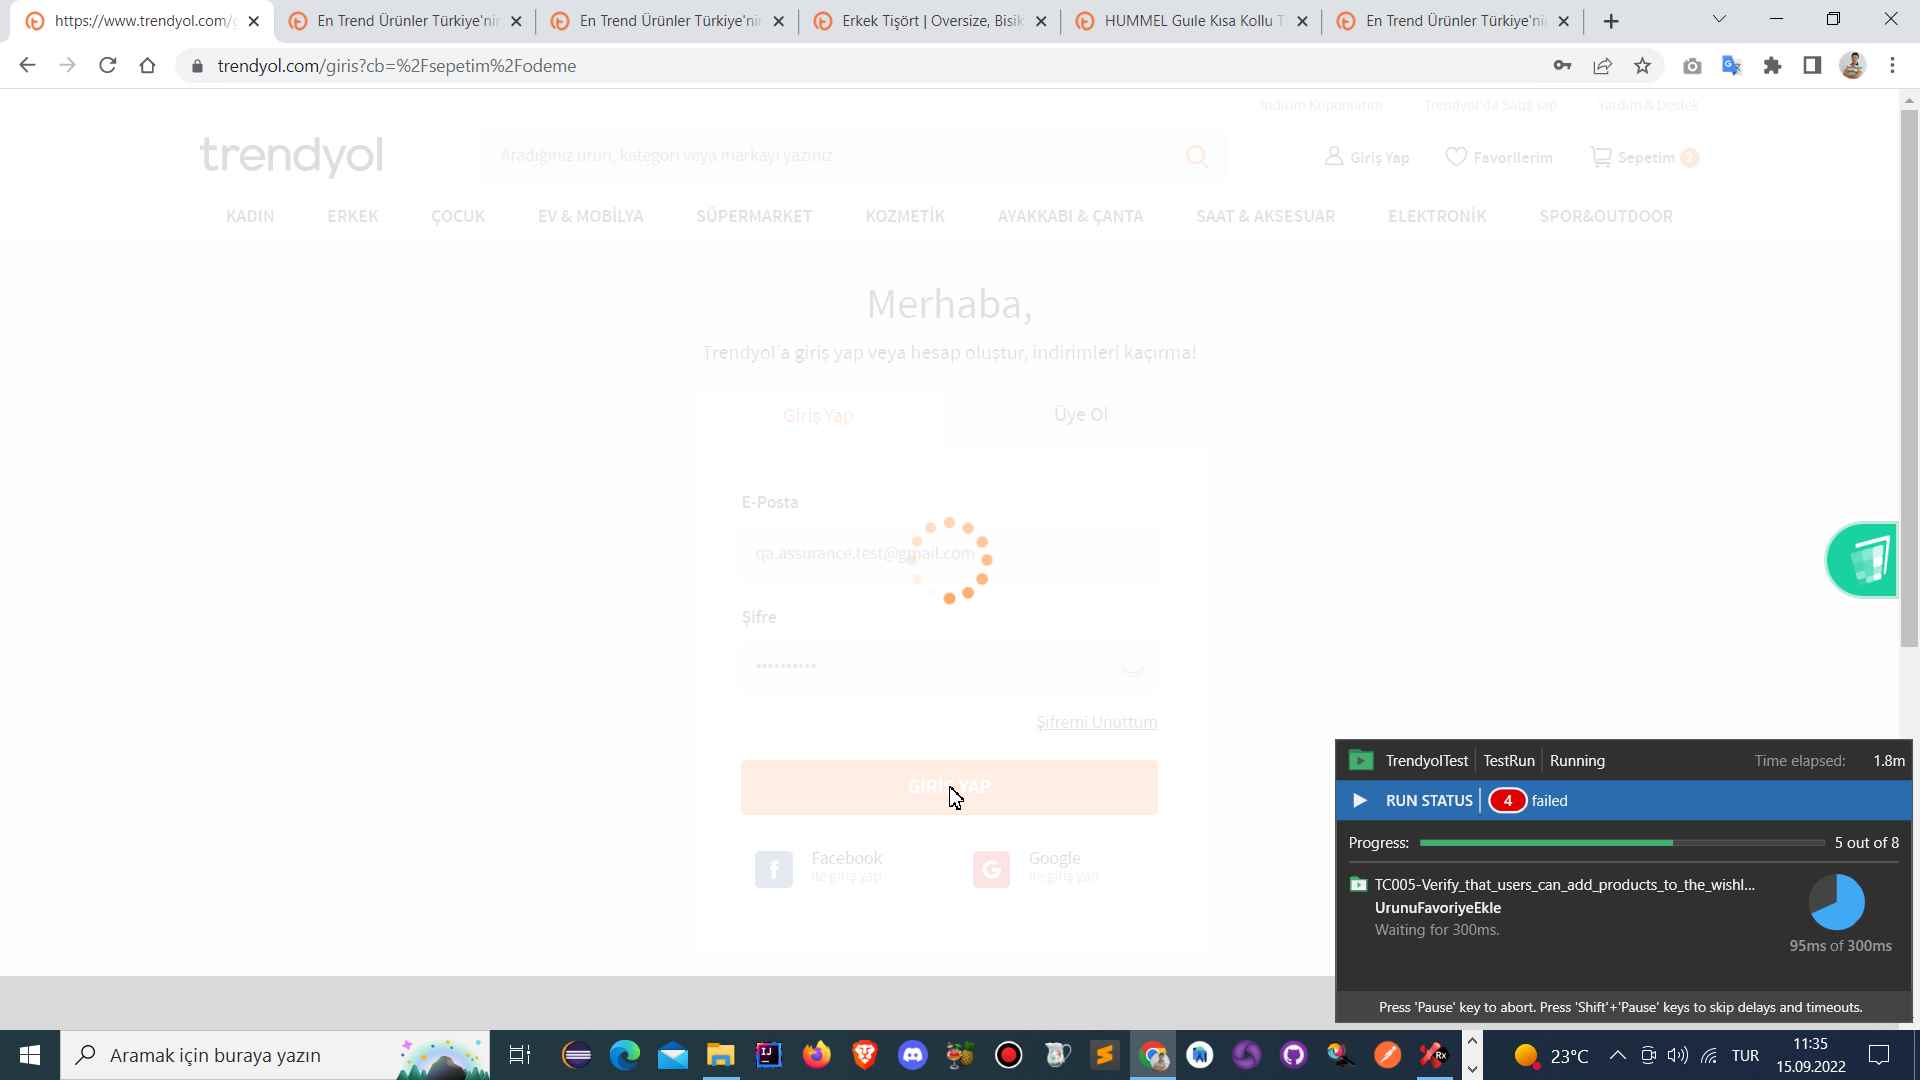 https://www.trendyol.com/g
En Trend Ürünler Türkiye'nin
En Trend Ürünler Türkiye'nin
Erkek Tişört | Oversize, Bisik
HUMMEL Guıle Kısa Kollu T
En Trend Ürünler Türkiye'nin
trendyol.com/giris?cb=%2Fsepetim%2Fodeme
İndirim Kuponlarım
Trendyol'da Satış Yap
Yardım & Destek
trendyol
Aradığınız ürün, kategori veya markayı yazınız
Giriş Yap
Favorilerim
Sepetim 2
KADIN ERKEK ÇOCUK EV & MOBİLYA SÜPERMARKET KOZMETİK AYAKKABI & ÇANTA SAAT & AKSESUAR ELEKTRONİK SPOR&OUTDOOR
Merhaba,
Trendyol'a giriş yap veya hesap oluştur, indirimleri kaçırma!
Giriş Yap
Üye Ol
E-Posta
qa.assurance.test@gmail.com
Şifre
••••••••••
Şifremi Unuttum
GİRİŞ YAP
Facebook
ile giriş yap
Google
ile giriş yap
TrendyolTest TestRun Running Time elapsed: 1.8m
RUN STATUS 4 failed
Progress: 5 out of 8
TC005-Verify_that_users_can_add_products_to_the_wishl...
UrunuFavoriyeEkle
Waiting for 300ms.
95ms of 300ms
Press 'Pause' key to abort. Press 'Shift'+'Pause' keys to skip delays and timeouts.
Aramak için buraya yazın
23°C
TUR
11:35
15.09.2022